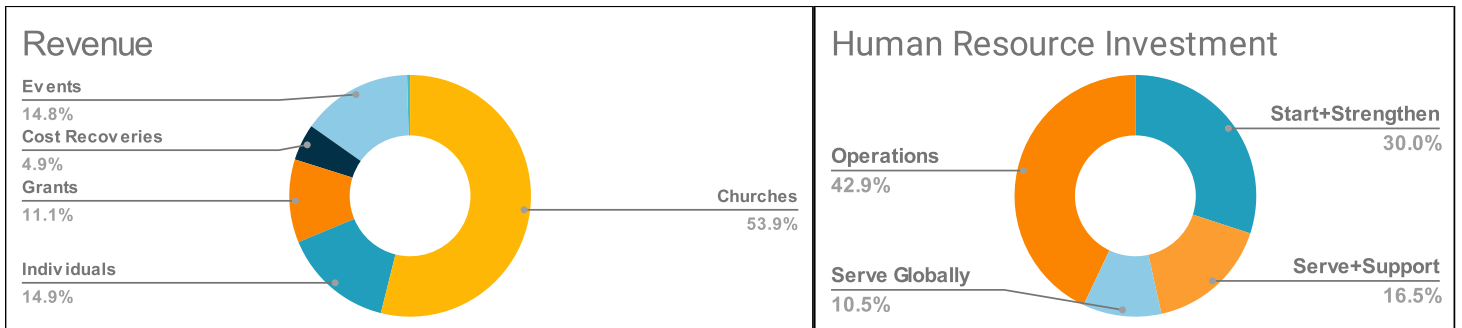 Revenue
Events
14.8%
Cost Recoveries
4.9%
Grants
11.1%
Individuals
14.9%
Churches
53.9%
Human Resource Investment
Operations
42.9%
Serve Globally
10.5%
Start+Strengthen
30.0%
Serve+Support
16.5%